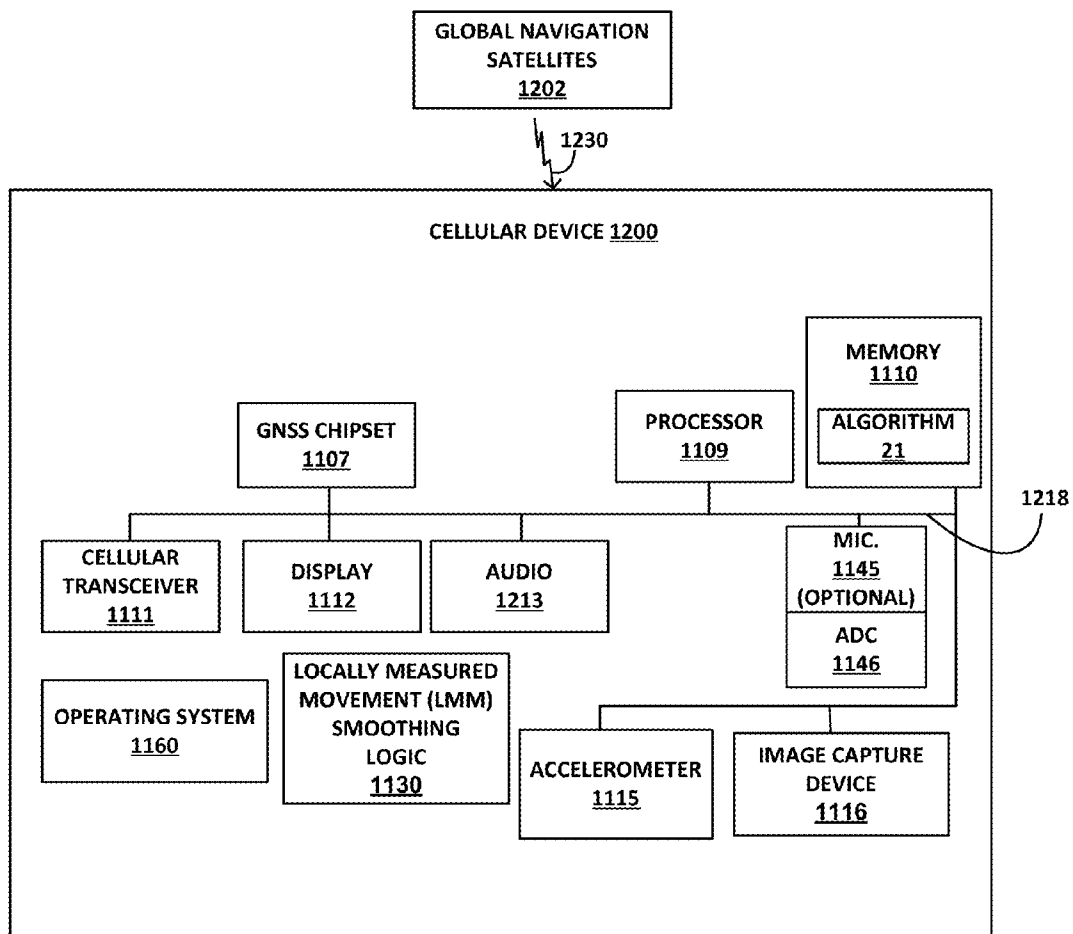 GLOBAL NAVIGATION
SATELLITES
1202
1230
CELLULAR DEVICE 1200
MEMORY
1110
ALGORITHM
21
PROCESSOR
1109
GNSS CHIPSET
1107
1218
CELLULAR
TRANSCEIVER
1111
DISPLAY
1112
AUDIO
1213
MIC.
1145
(OPTIONAL)
ADC
1146
OPERATING SYSTEM
1160
LOCALLY MEASURED
MOVEMENT (LMM)
SMOOTHING
LOGIC
1130
ACCELEROMETER
1115
IMAGE CAPTURE
DEVICE
1116